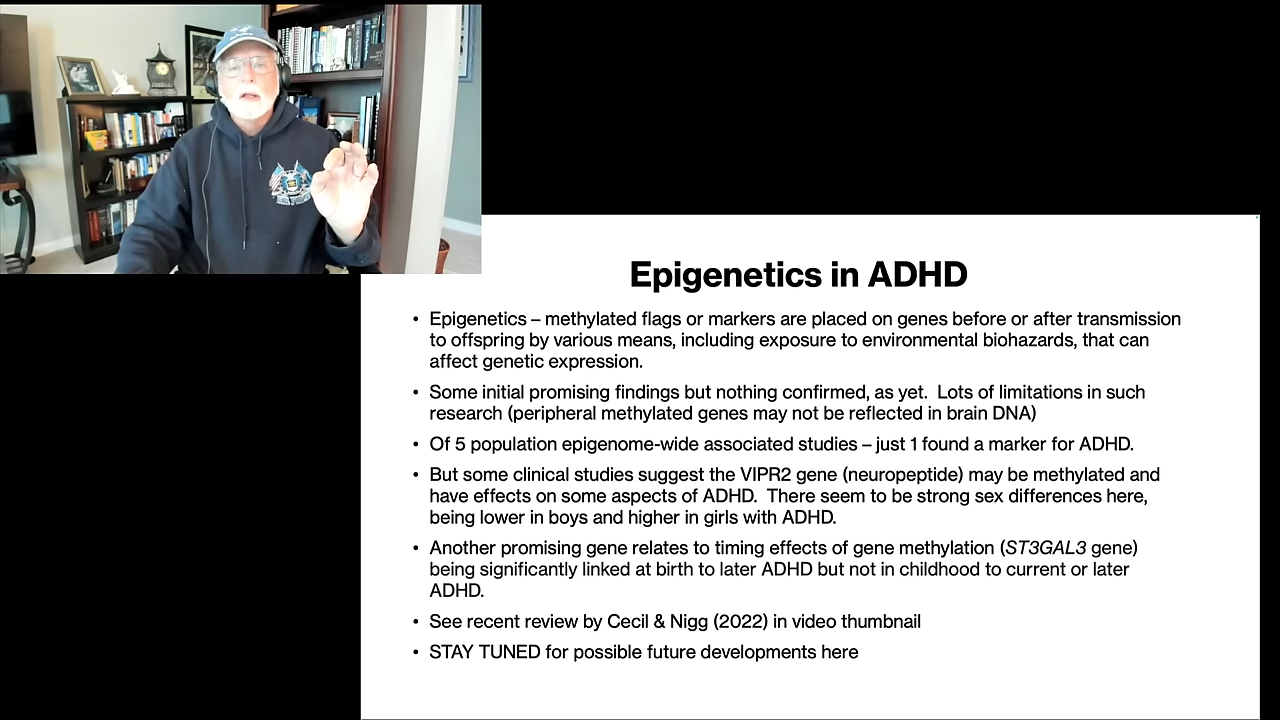 Epigenetics in ADHD
• Epigenetics – methylated flags or markers are placed on genes before or after transmission
to offspring by various means, including exposure to environmental biohazards, that can
affect genetic expression.
• Some initial promising findings but nothing confirmed, as yet.  Lots of limitations in such
research (peripheral methylated genes may not be reflected in brain DNA)
• Of 5 population epigenome-wide associated studies – just 1 found a marker for ADHD.
• But some clinical studies suggest the VIPR2 gene (neuropeptide) may be methylated and
have effects on some aspects of ADHD.  There seem to be strong sex differences here,
being lower in boys and higher in girls with ADHD.
• Another promising gene relates to timing effects of gene methylation (ST3GAL3 gene)
being significantly linked at birth to later ADHD but not in childhood to current or later
ADHD.
• See recent review by Cecil & Nigg (2022) in video thumbnail
• STAY TUNED for possible future developments here